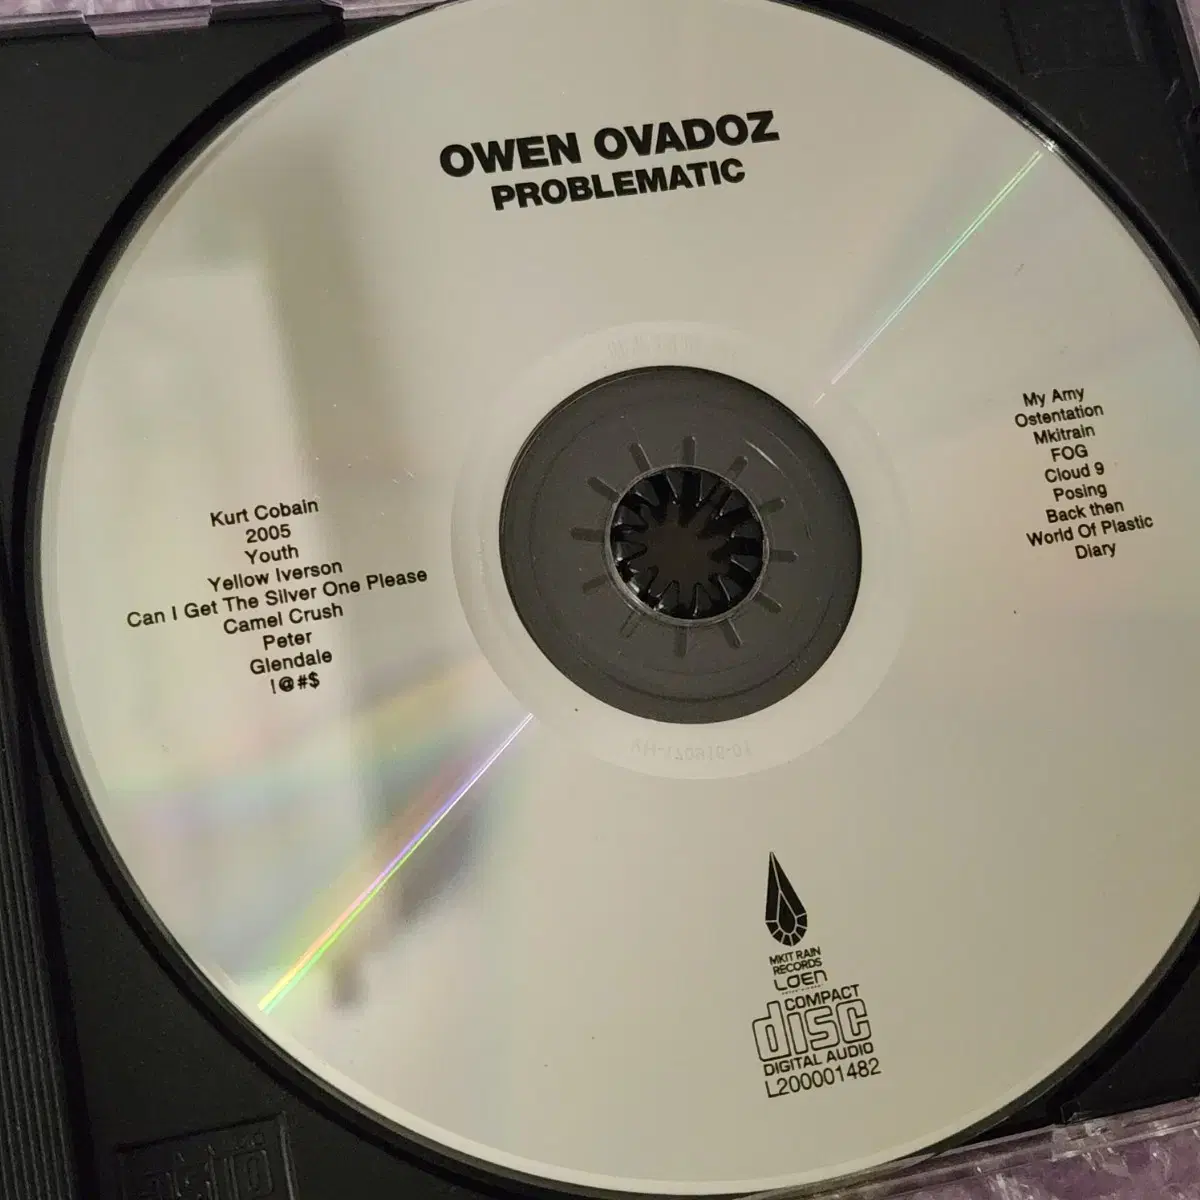 OWEN OVADOZ
PROBLEMATIC
Kurt Cobain
2005
Youth
Yellow Iverson
Can I Get The Silver One Please
Camel Crush
Peter
Glendale
!@#$
My Amy
Ostentation
Mkitrain
FOG
Cloud 9
Posing
Back then
World Of Plastic
Diary
MKIT RAIN
RECORDS
LOEN
COMPACT
disc
DIGITAL AUDIO
L200001482